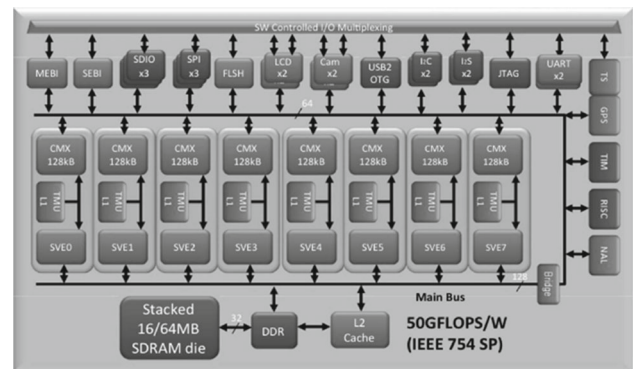 SW Controlled I/O Multiplexing
MEBI
SEBI
SDIO
x3
SPI
x3
FLSH
LCD
x2
Cam
x2
USB2
OTG
I2C
x2
I2S
x2
JTAG
UART
x2
TS
64
GPS
CMX
128kB
CMX
128kB
CMX
128kB
CMX
128kB
CMX
128kB
CMX
128kB
CMX
128kB
CMX
128kB
TIM
L1
TMU
L1
TMU
L1
TMU
L1
TMU
L1
TMU
L1
TMU
L1
TMU
L1
TMU
RISC
SVE0
SVE1
SVE2
SVE3
SVE4
SVE5
SVE6
SVE7
NAL
128
Bridge
Main Bus
Stacked
16/64MB
SDRAM die
32
DDR
L2
Cache
50GFLOPS/W
(IEEE 754 SP)